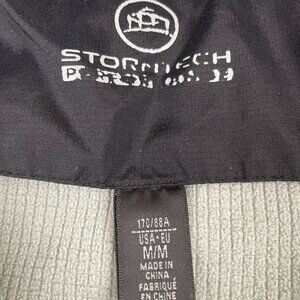 STORMTECH
170/88A
USA•EU
M/M
MADE IN
CHINA
FABRIQUÉ
EN CHINE